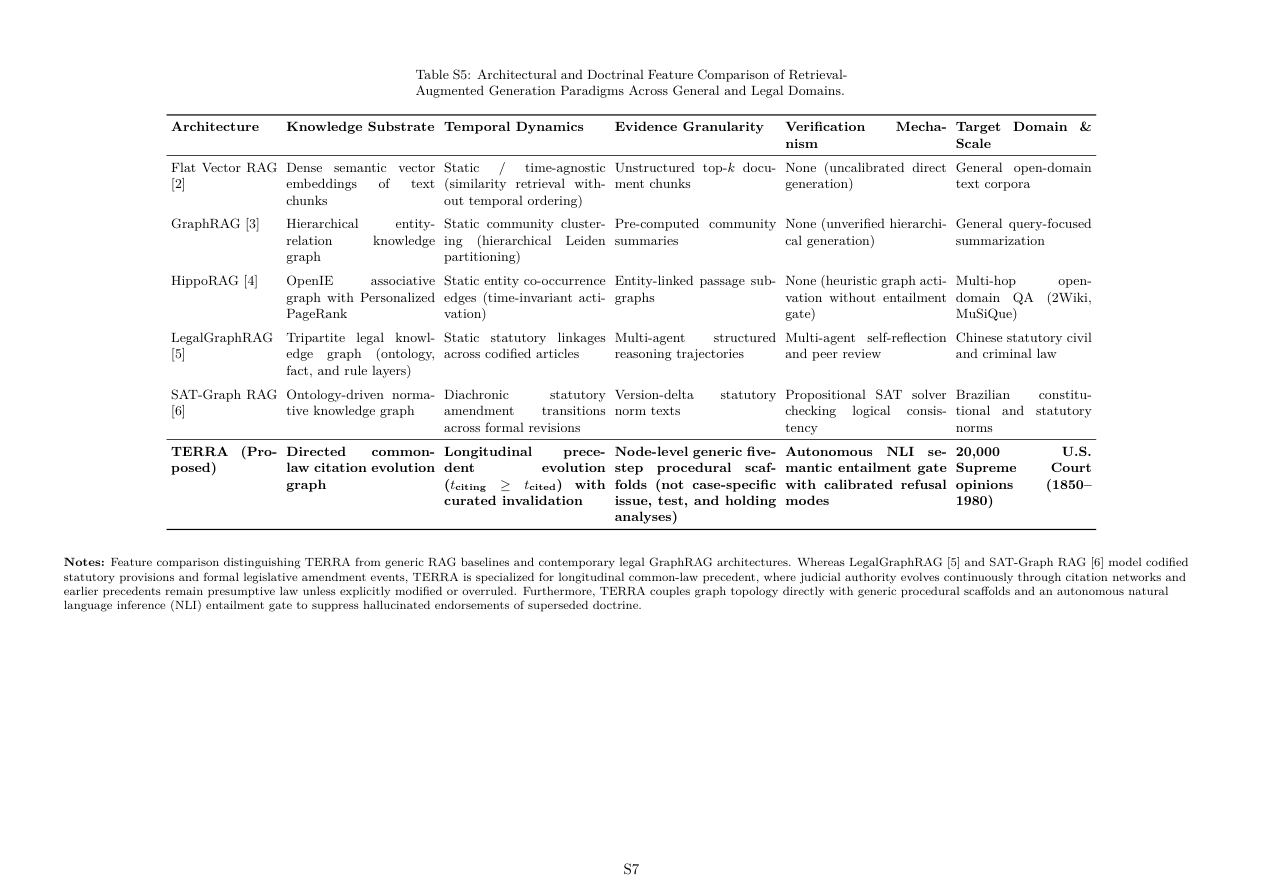 Table S5: Architectural and Doctrinal Feature Comparison of Retrieval-
Augmented Generation Paradigms Across General and Legal Domains.
Architecture Knowledge Substrate Temporal Dynamics Evidence Granularity Verification Mecha- Target Domain &
nism Scale
Flat Vector RAG Dense semantic vector Static / time-agnostic Unstructured top-k docu- None (uncalibrated direct General open-domain
[2] embeddings of text (similarity retrieval with- ment chunks generation) text corpora
chunks out temporal ordering)
GraphRAG [3] Hierarchical entity- Static community cluster- Pre-computed community None (unverified hierarchi- General query-focused
relation knowledge ing (hierarchical Leiden summaries cal generation) summarization
graph partitioning)
HippoRAG [4] OpenIE associative Static entity co-occurrence Entity-linked passage sub- None (heuristic graph acti- Multi-hop open-
graph with Personalized edges (time-invariant acti- graphs vation without entailment domain QA (2Wiki,
PageRank vation) gate) MuSiQue)
LegalGraphRAG Tripartite legal knowl- Static statutory linkages Multi-agent structured Multi-agent self-reflection Chinese statutory civil
[5] edge graph (ontology, across codified articles reasoning trajectories and peer review and criminal law
fact, and rule layers)
SAT-Graph RAG Ontology-driven norma- Diachronic statutory Version-delta statutory Propositional SAT solver Brazilian constitu-
[6] tive knowledge graph amendment transitions norm texts checking logical consis- tional and statutory
across formal revisions tency norms
TERRA (Pro- Directed common- Longitudinal prece- Node-level generic five- Autonomous NLI se- 20,000 U.S.
posed) law citation evolution dent evolution step procedural scaf- mantic entailment gate Supreme Court
graph (t_citing ≥ t_cited) with folds (not case-specific with calibrated refusal opinions (1850–
curated invalidation issue, test, and holding modes 1980)
analyses)
Notes: Feature comparison distinguishing TERRA from generic RAG baselines and contemporary legal GraphRAG architectures. Whereas LegalGraphRAG [5] and SAT-Graph RAG [6] model codified
statutory provisions and formal legislative amendment events, TERRA is specialized for longitudinal common-law precedent, where judicial authority evolves continuously through citation networks and
earlier precedents remain presumptive law unless explicitly modified or overruled. Furthermore, TERRA couples graph topology directly with generic procedural scaffolds and an autonomous natural
language inference (NLI) entailment gate to suppress hallucinated endorsements of superseded doctrine.
S7